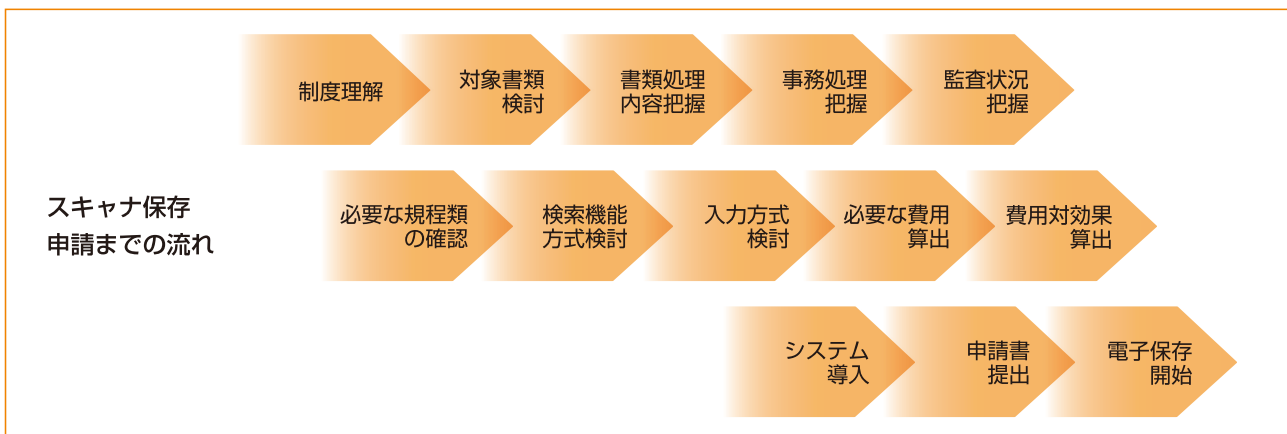 スキャナ保存
申請までの流れ
制度理解
対象書類
検討
書類処理
内容把握
事務処理
把握
監査状況
把握
必要な規程類
の確認
検索機能
方式検討
入力方式
検討
必要な費用
算出
費用対効果
算出
システム
導入
申請書
提出
電子保存
開始